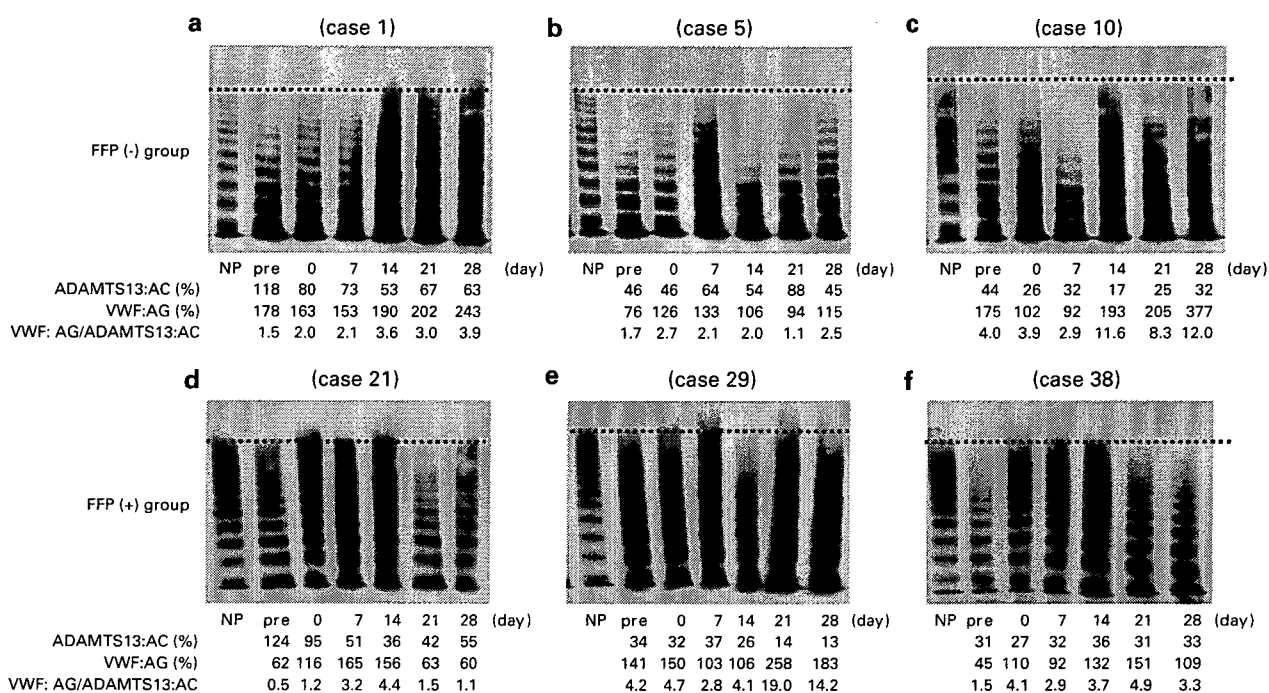 a (case 1) b (case 5) c (case 10)
FFP (-) group
NP pre 0 7 14 21 28 (day) NP pre 0 7 14 21 28 (day) NP pre 0 7 14 21 28 (day)
ADAMTS13:AC (%) 118 80 73 53 67 63 46 46 64 54 88 45 44 26 32 17 25 32
VWF:AG (%) 178 163 153 190 202 243 76 126 133 106 94 115 175 102 92 193 205 377
VWF: AG/ADAMTS13:AC 1.5 2.0 2.1 3.6 3.0 3.9 1.7 2.7 2.1 2.0 1.1 2.5 4.0 3.9 2.9 11.6 8.3 12.0
d (case 21) e (case 29) f (case 38)
FFP (+) group
NP pre 0 7 14 21 28 (day) NP pre 0 7 14 21 28 (day) NP pre 0 7 14 21 28 (day)
ADAMTS13:AC (%) 124 95 51 36 42 55 34 32 37 26 14 13 31 27 32 36 31 33
VWF:AG (%) 62 116 165 156 63 60 141 150 103 106 258 183 45 110 92 132 151 109
VWF: AG/ADAMTS13:AC 0.5 1.2 3.2 4.4 1.5 1.1 4.2 4.7 2.8 4.1 19.0 14.2 1.5 4.1 2.9 3.7 4.9 3.3